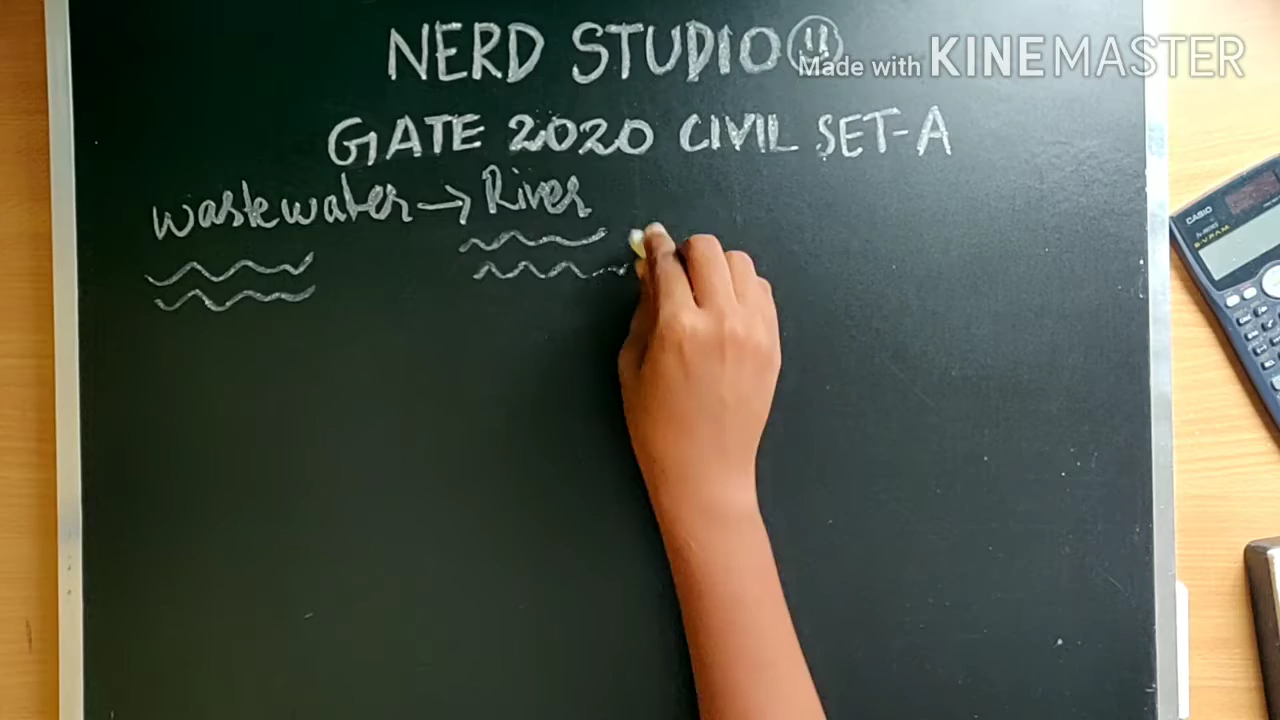 NERD STUDIO
Made with KINEMASTER
GATE 2020 CIVIL SET-A
wastewater → River
CASIO
S-V.P.A.M.